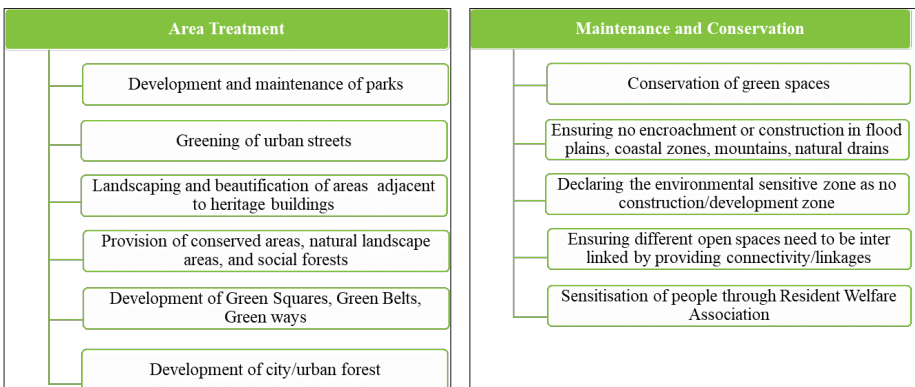 Area Treatment
Development and maintenance of parks
Greening of urban streets
Landscaping and beautification of areas adjacent
to heritage buildings
Provision of conserved areas, natural landscape
areas, and social forests
Development of Green Squares, Green Belts,
Green ways
Development of city/urban forest
Maintenance and Conservation
Conservation of green spaces
Ensuring no encroachment or construction in flood
plains, coastal zones, mountains, natural drains
Declaring the environmental sensitive zone as no
construction/development zone
Ensuring different open spaces need to be inter
linked by providing connectivity/linkages
Sensitisation of people through Resident Welfare
Association